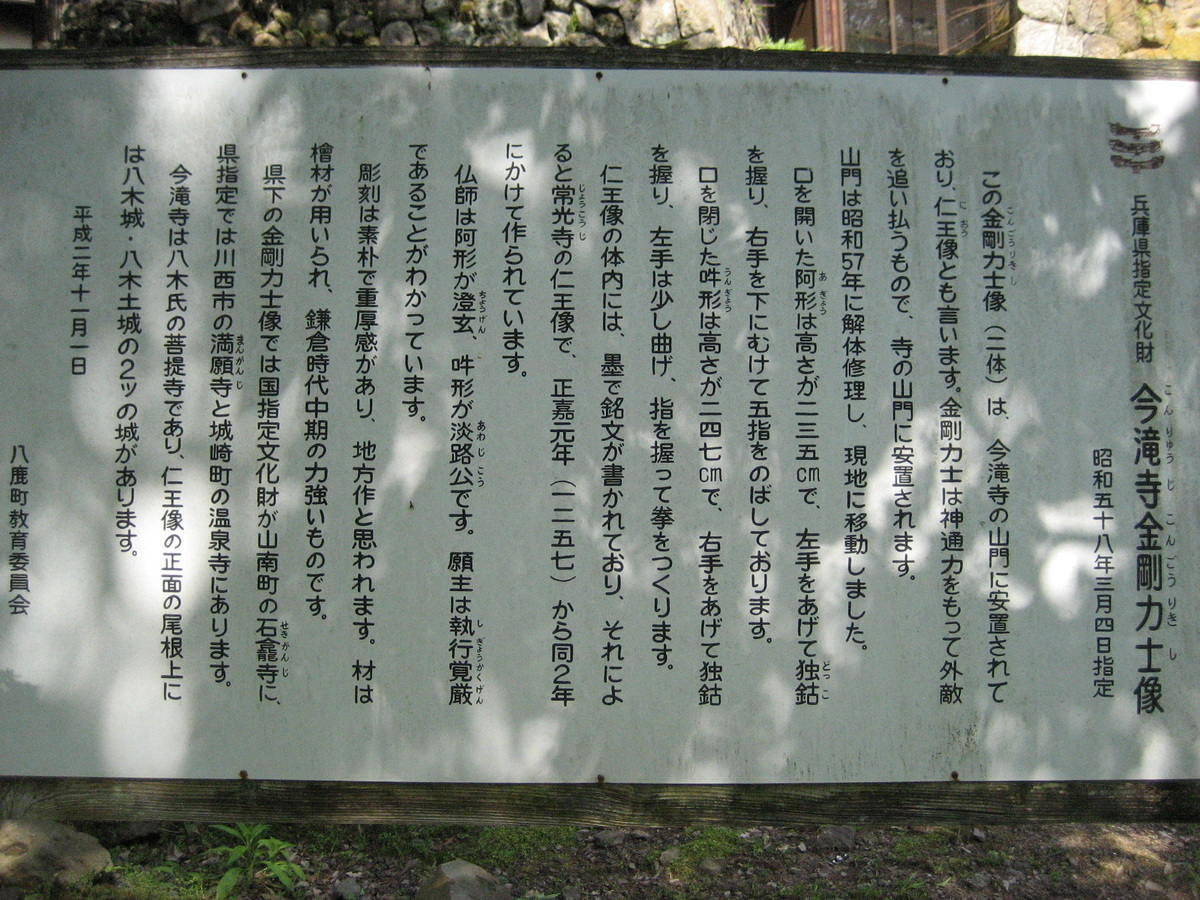 兵庫県指定文化財 今滝寺金剛力士像
昭和五十八年三月四日指定
この金剛力士像（二体）は、今滝寺の山門に安置されて
おり、仁王像とも言います。金剛力士は神通力をもって外敵
を追い払うもので、寺の山門に安置されます。
山門は昭和57年に解体修理し、現地に移動しました。
口を開いた阿形は高さが二三五cmで、左手をあげて独鈷
を握り、右手を下にむけて五指をのばしております。
口を閉じた吽形は高さが二四七cmで、右手をあげて独鈷
を握り、左手は少し曲げ、指を握って拳をつくります。
仁王像の体内には、墨で銘文が書かれており、それによ
ると常光寺の仁王像で、正嘉元年（一二五七）から同2年
にかけて作られています。
仏師は阿形が澄玄、吽形が淡路公です。願主は執行覚厳
であることがわかっています。
彫刻は素朴で重厚感があり、地方作と思われます。材は
檜材が用いられ、鎌倉時代中期の力強いものです。
県下の金剛力士像では国指定文化財が山南町の石龕寺に、
県指定では川西市の満願寺と城崎町の温泉寺にあります。
今滝寺は八木氏の菩提寺であり、仁王像の正面の尾根上に
は八木城・八木土城の2ッの城があります。
平成二年十一月一日
八鹿町教育委員会